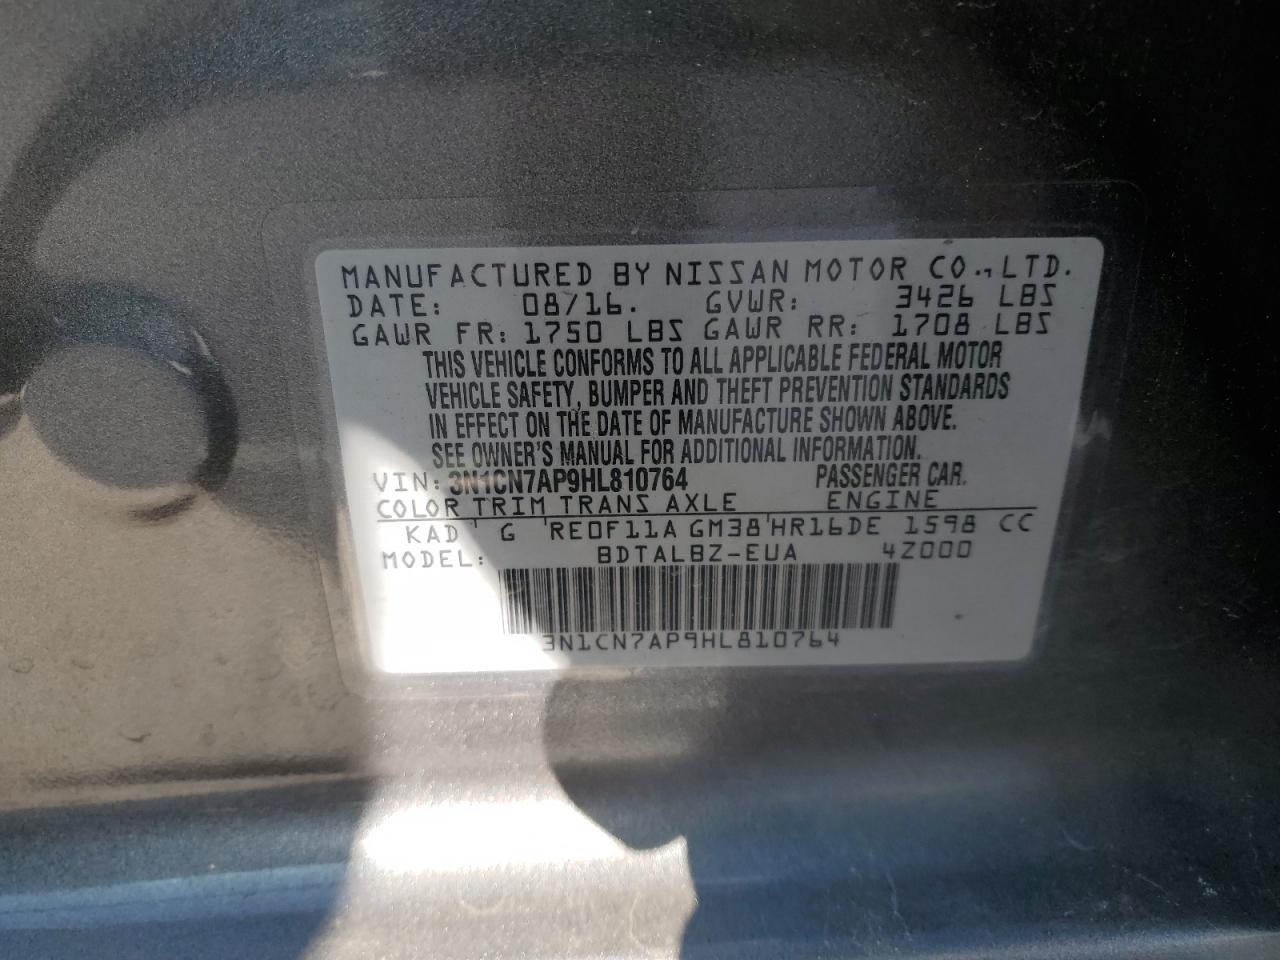 MANUFACTURED BY NISSAN MOTOR CO., LTD.
DATE: 08/16. GVWR: 3426 LBS
GAWR FR: 1750 LBS GAWR RR: 1708 LBS
THIS VEHICLE CONFORMS TO ALL APPLICABLE FEDERAL MOTOR
VEHICLE SAFETY, BUMPER AND THEFT PREVENTION STANDARDS
IN EFFECT ON THE DATE OF MANUFACTURE SHOWN ABOVE.
SEE OWNER'S MANUAL FOR ADDITIONAL INFORMATION.
VIN: 3N1CN7AP9HL810764 PASSENGER CAR.
COLOR TRIM TRANS AXLE ENGINE
KAD G RE0F11A GM38 HR16DE 1598 CC
MODEL: BDTALBZ-EUA 4Z000
3N1CN7AP9HL810764